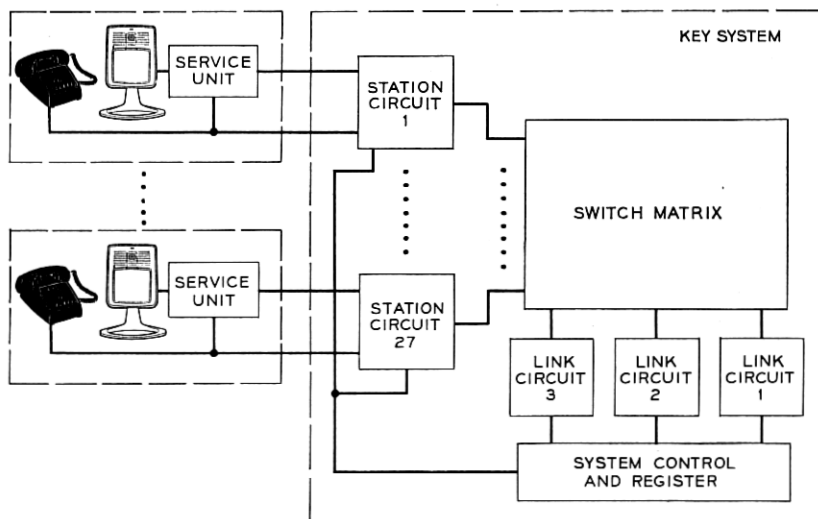 KEY SYSTEM
SERVICE
UNIT
STATION
CIRCUIT
1
SWITCH MATRIX
SERVICE
UNIT
STATION
CIRCUIT
27
LINK
CIRCUIT
3
LINK
CIRCUIT
2
LINK
CIRCUIT
1
SYSTEM CONTROL
AND REGISTER